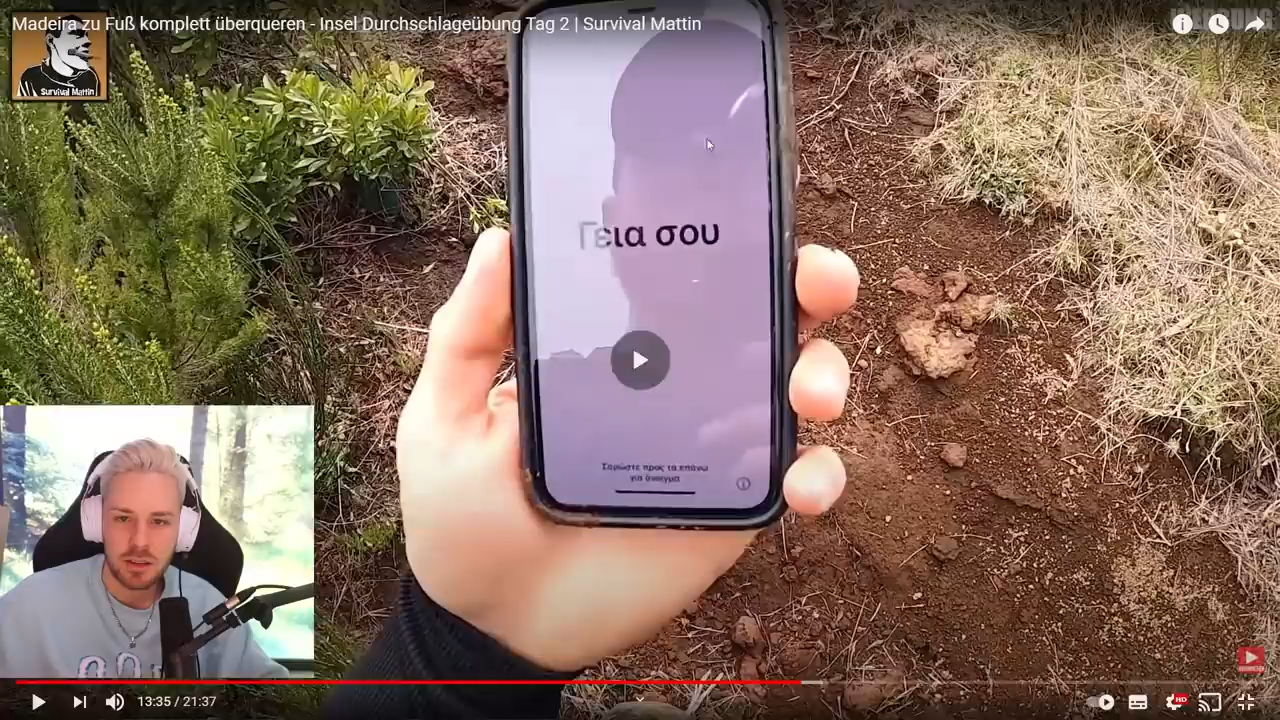 Madeira zu Fuß komplett überqueren - Insel Durchschlageübung Tag 2 | Survival Mattin
Survival Mattin
Γεια σου
Σαρώστε προς τα επάνω
για άνοιγμα
13:35 / 21:37
HD